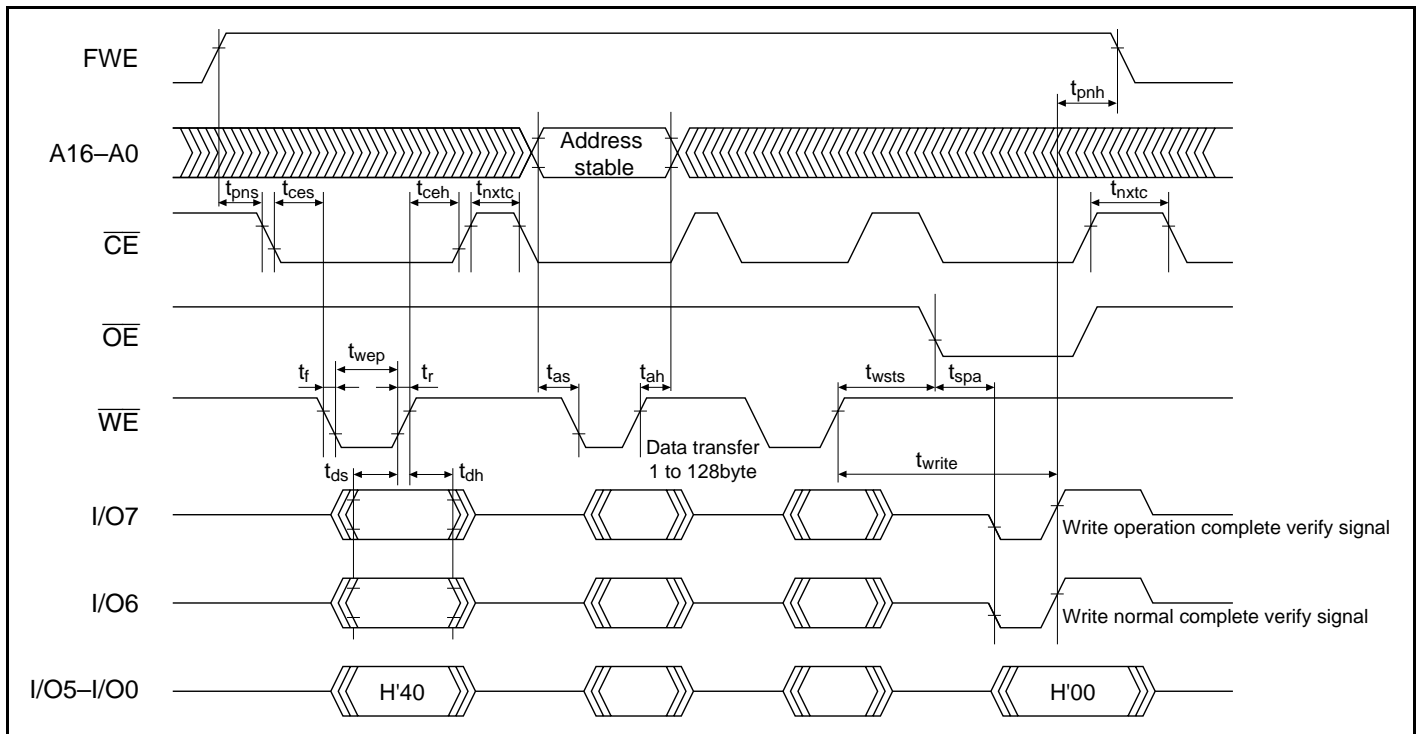 FWE
tpnh
A16–A0
Address
stable
tpns
tces
tceh
tnxtc
tnxtc
CE
OE
twep
tf
tr
tas
tah
twsts
tspa
WE
Data transfer
1 to 128byte
twrite
tds
tdh
I/O7
Write operation complete verify signal
I/O6
Write normal complete verify signal
I/O5–I/O0
H'40
H'00